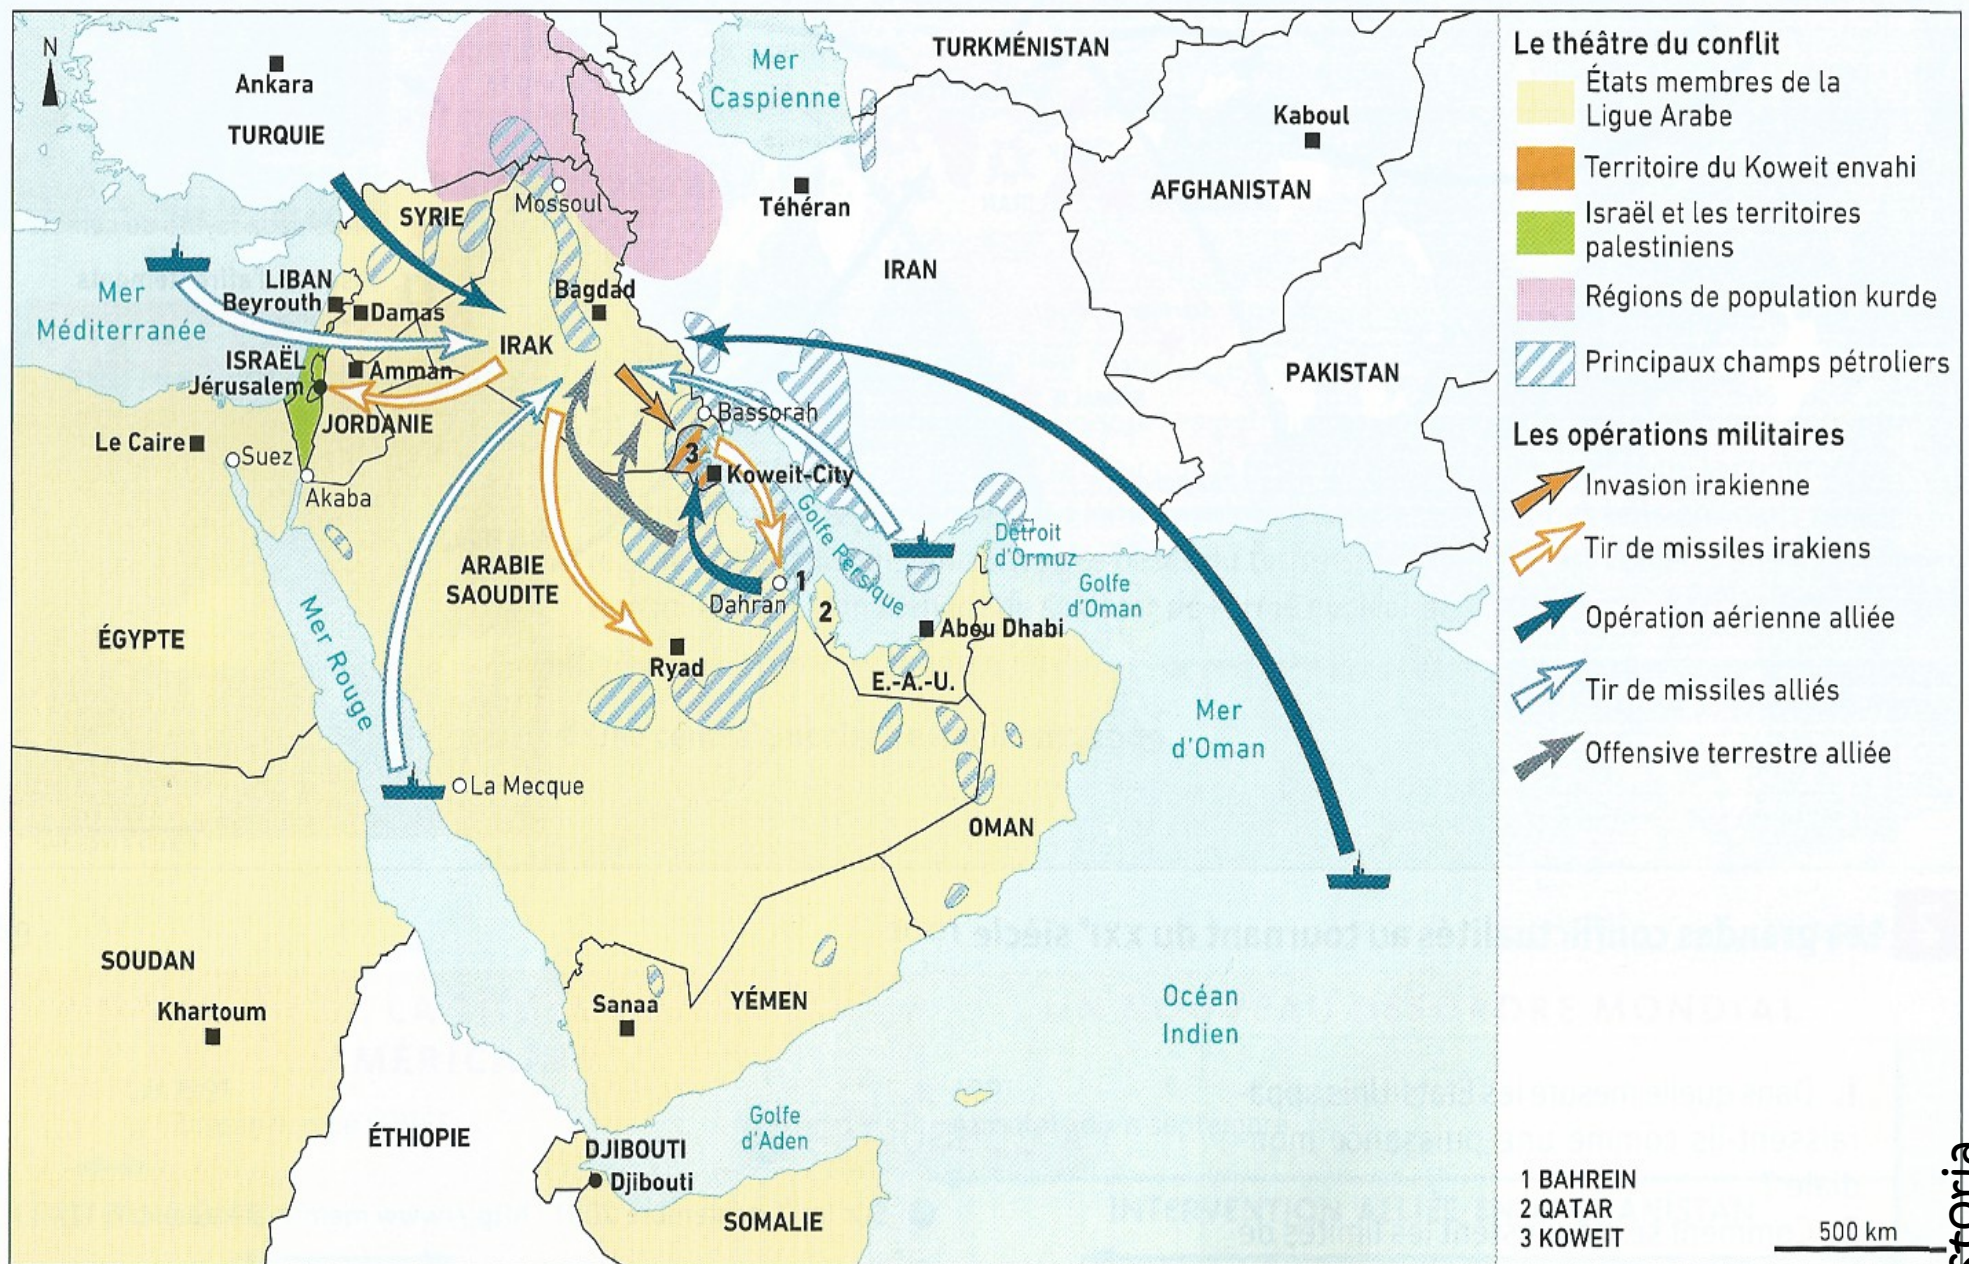 N
Ankara
TURQUIE
Mer
Caspienne
TURKMÉNISTAN
Kaboul
AFGHANISTAN
Téhéran
IRAN
PAKISTAN
SYRIE
Mossoul
LIBAN
Beyrouth
Damas
Bagdad
Mer
Méditerranée
IRAK
ISRAËL
Jérusalem
Amman
JORDANIE
Le Caire
Suez
Akaba
Bassorah
3
Koweit-City
Golfe Persique
Détroit
d'Ormuz
Golfe
d'Oman
ARABIE
SAOUDITE
Dahran
1
2
Abou Dhabi
E.-A.-U.
Ryad
ÉGYPTE
Mer Rouge
La Mecque
Mer
d'Oman
OMAN
SOUDAN
Khartoum
Sanaa
YÉMEN
Océan
Indien
ÉTHIOPIE
Golfe
d'Aden
DJIBOUTI
Djibouti
SOMALIE
Le théâtre du conflit
États membres de la
Ligue Arabe
Territoire du Koweit envahi
Israël et les territoires
palestiniens
Régions de population kurde
Principaux champs pétroliers
Les opérations militaires
Invasion irakienne
Tir de missiles irakiens
Opération aérienne alliée
Tir de missiles alliés
Offensive terrestre alliée
1 BAHREIN
2 QATAR
3 KOWEIT
500 km